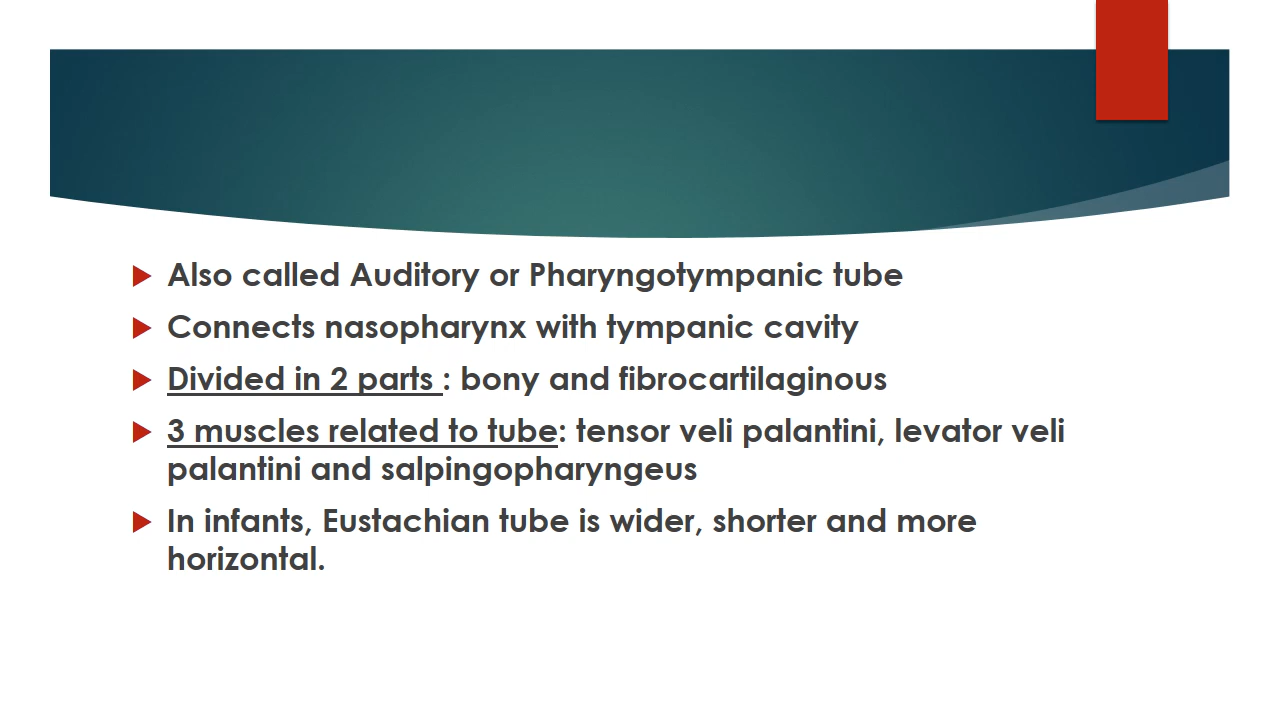 Also called Auditory or Pharyngotympanic tube
Connects nasopharynx with tympanic cavity
Divided in 2 parts : bony and fibrocartilaginous
3 muscles related to tube: tensor veli palantini, levator veli
palantini and salpingopharyngeus
In infants, Eustachian tube is wider, shorter and more
horizontal.